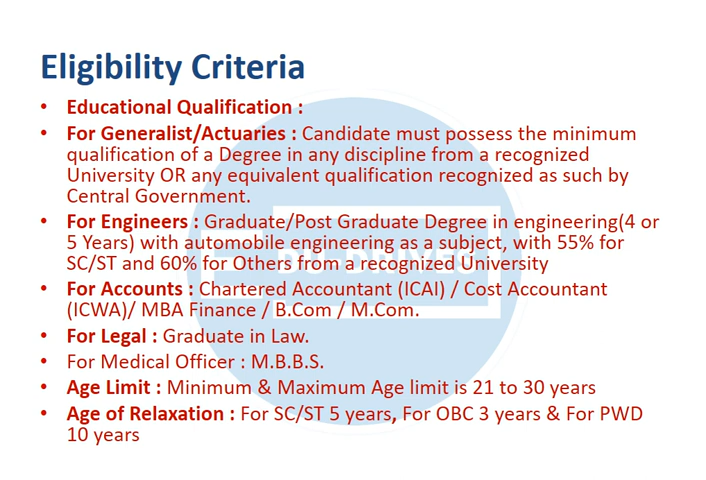 Eligibility Criteria
• Educational Qualification :
• For Generalist/Actuaries : Candidate must possess the minimum
qualification of a Degree in any discipline from a recognized
University OR any equivalent qualification recognized as such by
Central Government.
• For Engineers : Graduate/Post Graduate Degree in engineering(4 or
5 Years) with automobile engineering as a subject, with 55% for
SC/ST and 60% for Others from a recognized University
• For Accounts : Chartered Accountant (ICAI) / Cost Accountant
(ICWA)/ MBA Finance / B.Com / M.Com.
• For Legal : Graduate in Law.
• For Medical Officer : M.B.B.S.
• Age Limit : Minimum & Maximum Age limit is 21 to 30 years
• Age of Relaxation : For SC/ST 5 years, For OBC 3 years & For PWD
10 years